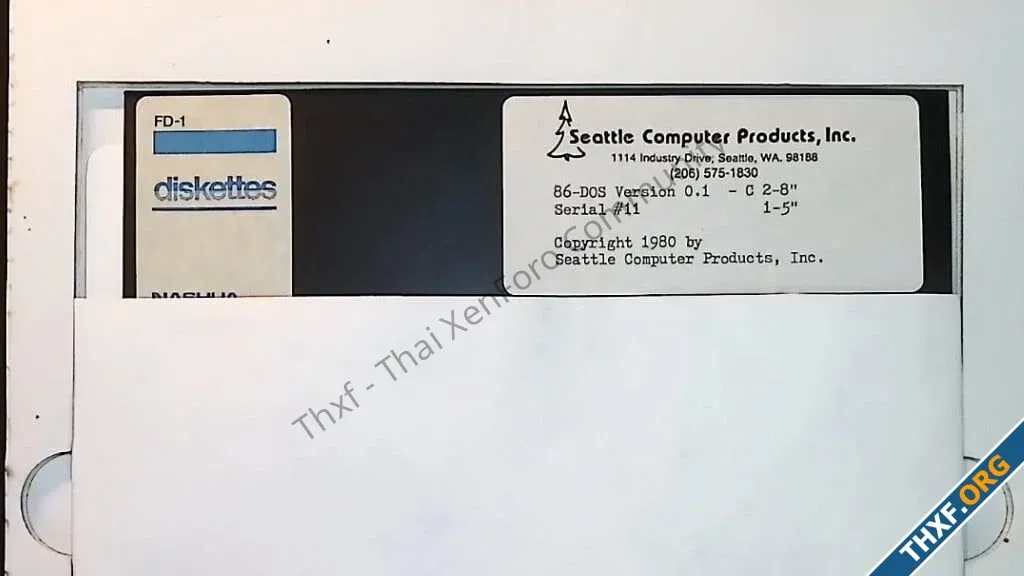 FD-1
diskettes
NASHUA
Seattle Computer Products, Inc.
1114 Industry Drive, Seattle, WA. 98188
(206) 575-1830
86-DOS Version 0.1 - C 2-8"
Serial #11 1-5"
Copyright 1980 by
Seattle Computer Products, Inc.
Thxf - Thai XenForo Community
THXF.ORG